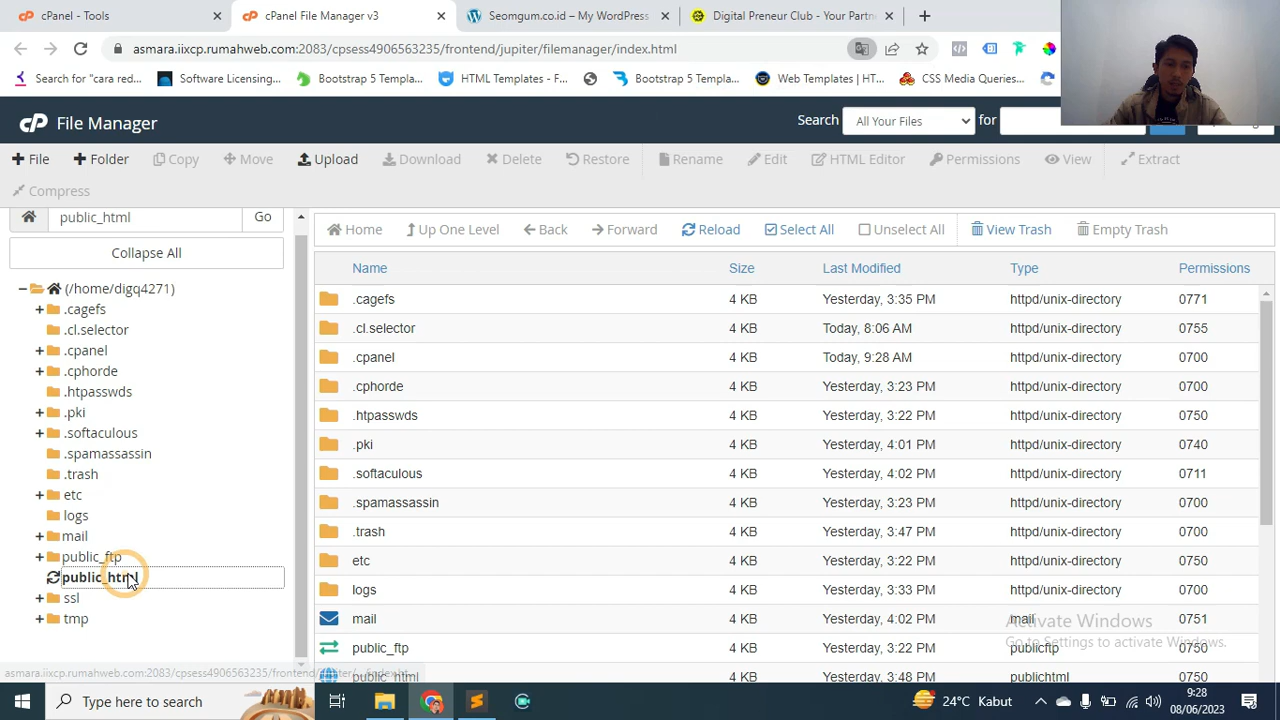 cPanel - Tools
cPanel File Manager v3
Seomgum.co.id – My WordPress
Digital Preneur Club - Your Partn
asmara.iixcp.rumahweb.com:2083/cpsess4906563235/frontend/jupiter/filemanager/index.html
Search for "cara red...
Software Licensing...
Bootstrap 5 Templa...
HTML Templates - F...
Bootstrap 5 Templa...
Web Templates | HT...
CSS Media Queries...
cP File Manager
Search All Your Files for
File
Folder
Copy
Move
Upload
Download
Delete
Restore
Rename
Edit
HTML Editor
Permissions
View
Extract
Compress
public_html Go
Collapse All
(/home/digq4271)
.cagefs
.cl.selector
.cpanel
.cphorde
.htpasswds
.pki
.softaculous
.spamassassin
.trash
etc
logs
mail
public_ftp
public_html
ssl
tmp
Home
Up One Level
Back
Forward
Reload
Select All
Unselect All
View Trash
Empty Trash
Name Size Last Modified Type Permissions
.cagefs 4 KB Yesterday, 3:35 PM httpd/unix-directory 0771
.cl.selector 4 KB Today, 8:06 AM httpd/unix-directory 0755
.cpanel 4 KB Today, 9:28 AM httpd/unix-directory 0700
.cphorde 4 KB Yesterday, 3:23 PM httpd/unix-directory 0700
.htpasswds 4 KB Yesterday, 3:22 PM httpd/unix-directory 0750
.pki 4 KB Yesterday, 4:01 PM httpd/unix-directory 0740
.softaculous 4 KB Yesterday, 4:02 PM httpd/unix-directory 0711
.spamassassin 4 KB Yesterday, 3:23 PM httpd/unix-directory 0700
.trash 4 KB Yesterday, 3:47 PM httpd/unix-directory 0700
etc 4 KB Yesterday, 3:22 PM httpd/unix-directory 0750
logs 4 KB Yesterday, 3:22 PM httpd/unix-directory 0700
mail 4 KB Yesterday, 4:02 PM mail 0751
public_ftp 4 KB Yesterday, 3:22 PM publicftp 0750
public_html 4 KB Yesterday, 3:48 PM publichtml 0750
Activate Windows
Go to Settings to activate Windows.
asmara.iixcp.rumahweb.com:2083/cpsess4906563235/frontend/jupiter/
Type here to search
24°C Kabut
9:28
08/06/2023